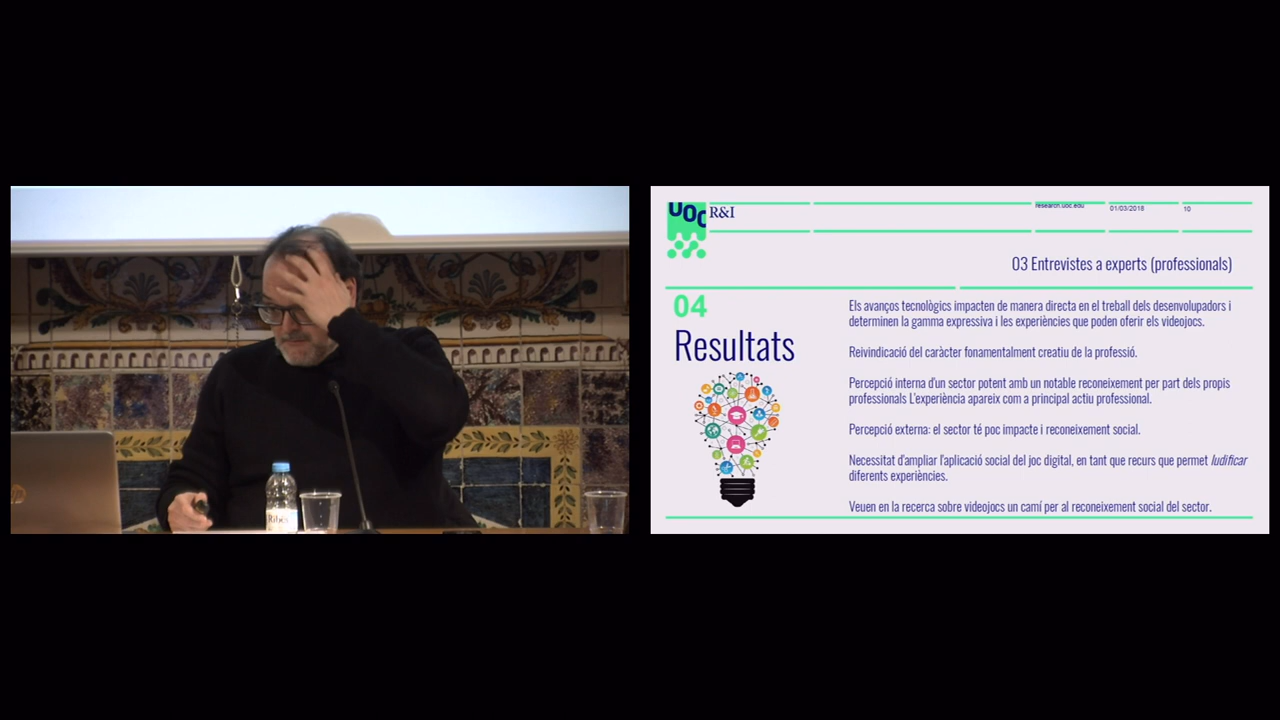 Ribes
UOC
R&I
research.uoc.edu
01/03/2018
10
03 Entrevistes a experts (professionals)
04
Resultats
Els avanços tecnològics impacten de manera directa en el treball dels desenvolupadors i
determinen la gamma expressiva i les experiències que poden oferir els videojocs.
Reivindicació del caràcter fonamentalment creatiu de la professió.
Percepció interna d'un sector potent amb un notable reconeixement per part dels propis
professionals L'experiència apareix com a principal actiu professional.
Percepció externa: el sector té poc impacte i reconeixement social.
Necessitat d'ampliar l'aplicació social del joc digital, en tant que recurs que permet ludificar
diferents experiències.
Veuen en la recerca sobre videojocs un camí per al reconeixement social del sector.